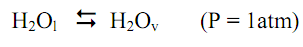 H₂Oₗ ⇆ H₂Oᵥ (P = 1atm)